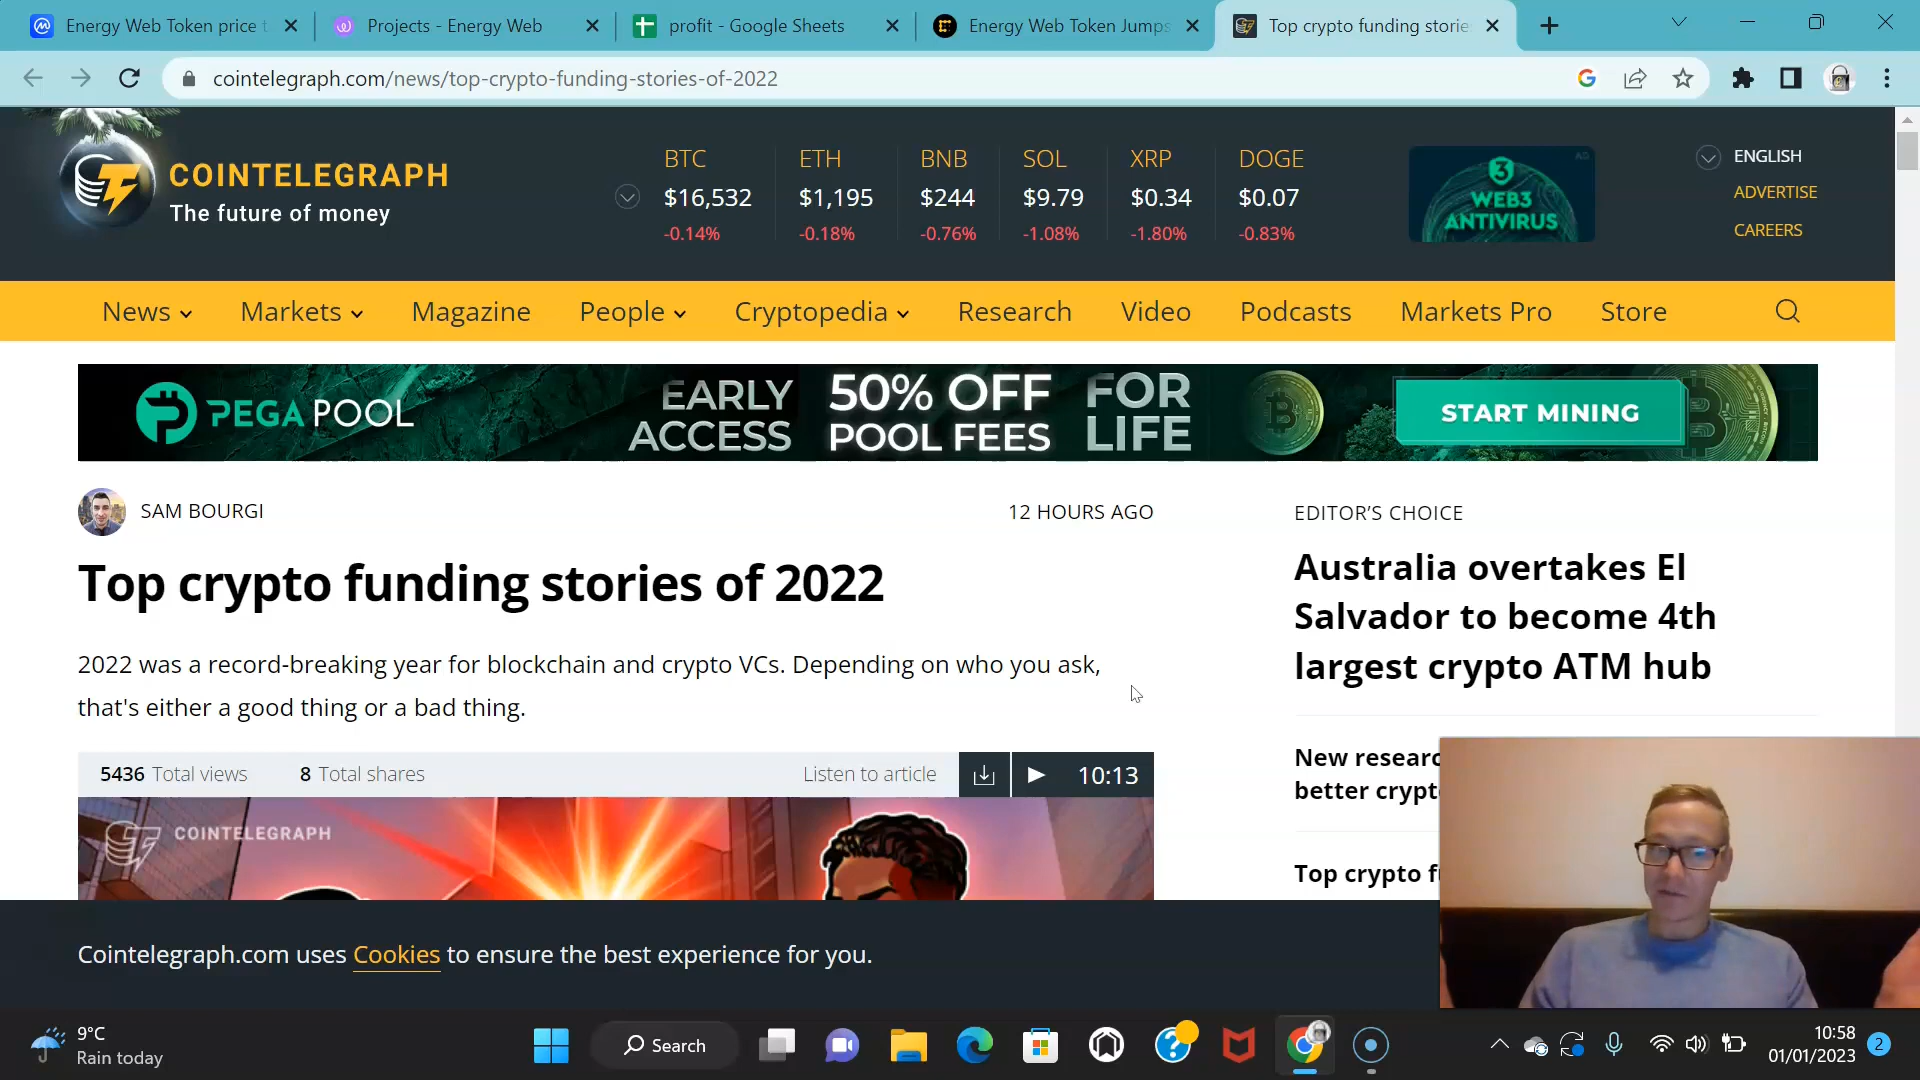 Energy Web Token price t
Projects - Energy Web
profit - Google Sheets
Energy Web Token Jumps
Top crypto funding storie
cointelegraph.com/news/top-crypto-funding-stories-of-2022
COINTELEGRAPH
The future of money
BTC ETH BNB SOL XRP DOGE
$16,532 $1,195 $244 $9.79 $0.34 $0.07
-0.14% -0.18% -0.76% -1.08% -1.80% -0.83%
AD
3
WEB3
ANTIVIRUS
ENGLISH
ADVERTISE
CAREERS
News Markets Magazine People Cryptopedia Research Video Podcasts Markets Pro Store
PEGA POOL
EARLY
ACCESS
50% OFF
POOL FEES
FOR
LIFE
START MINING
SAM BOURGI
12 HOURS AGO
Top crypto funding stories of 2022
2022 was a record-breaking year for blockchain and crypto VCs. Depending on who you ask,
that's either a good thing or a bad thing.
5436 Total views 8 Total shares Listen to article 10:13
COINTELEGRAPH
EDITOR'S CHOICE
Australia overtakes El
Salvador to become 4th
largest crypto ATM hub
New researc
better crypt
Top crypto f
Cointelegraph.com uses Cookies to ensure the best experience for you.
9°C
Rain today
Search
10:58
01/01/2023
2